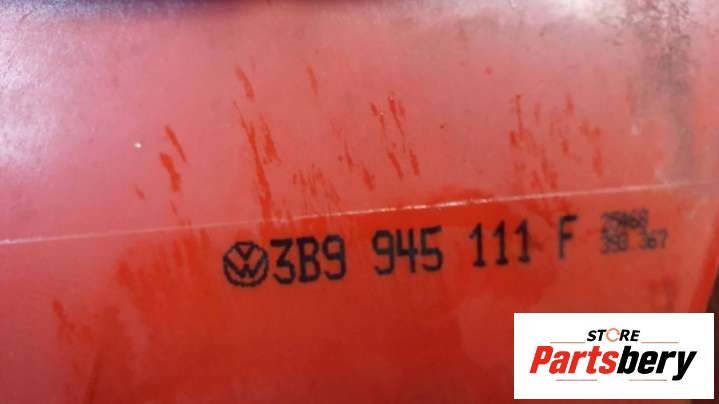 3B9 945 111 F
STORE
Partsbery